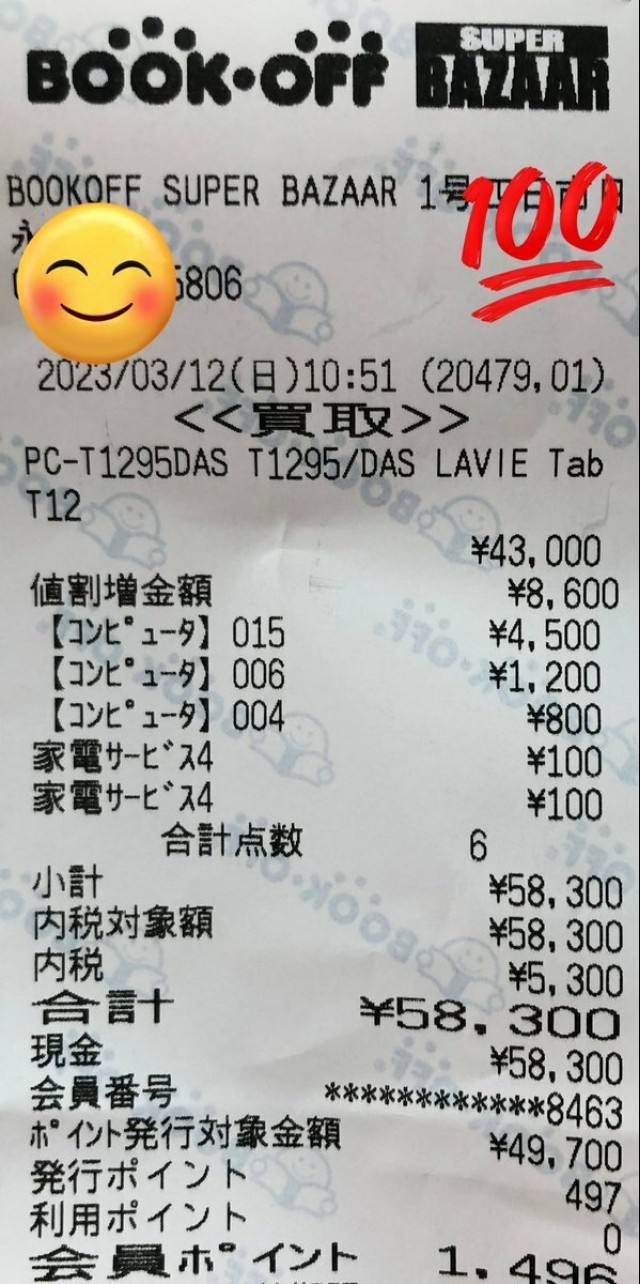 BOOK・OFF SUPER BAZAAR
BOOKOFF SUPER BAZAAR 1号四日市日
永
5806
100
2023/03/12(日)10:51 (20479,01)
<<買取>>
PC-T1295DAS T1295/DAS LAVIE Tab
T12
¥43,000
値割増金額 ¥8,600
【ｺﾝﾋﾟｭｰﾀ】015 ¥4,500
【ｺﾝﾋﾟｭｰﾀ】006 ¥1,200
【ｺﾝﾋﾟｭｰﾀ】004 ¥800
家電ｻｰﾋﾞｽ4 ¥100
家電ｻｰﾋﾞｽ4 ¥100
合計点数 6
小計 ¥58,300
内税対象額 ¥58,300
内税 ¥5,300
合計 ¥58,300
現金 ¥58,300
会員番号 ************8463
ﾎﾟｲﾝﾄ発行対象金額 ¥49,700
発行ポイント 497
利用ポイント 0
会員ﾎﾟイント 1,496